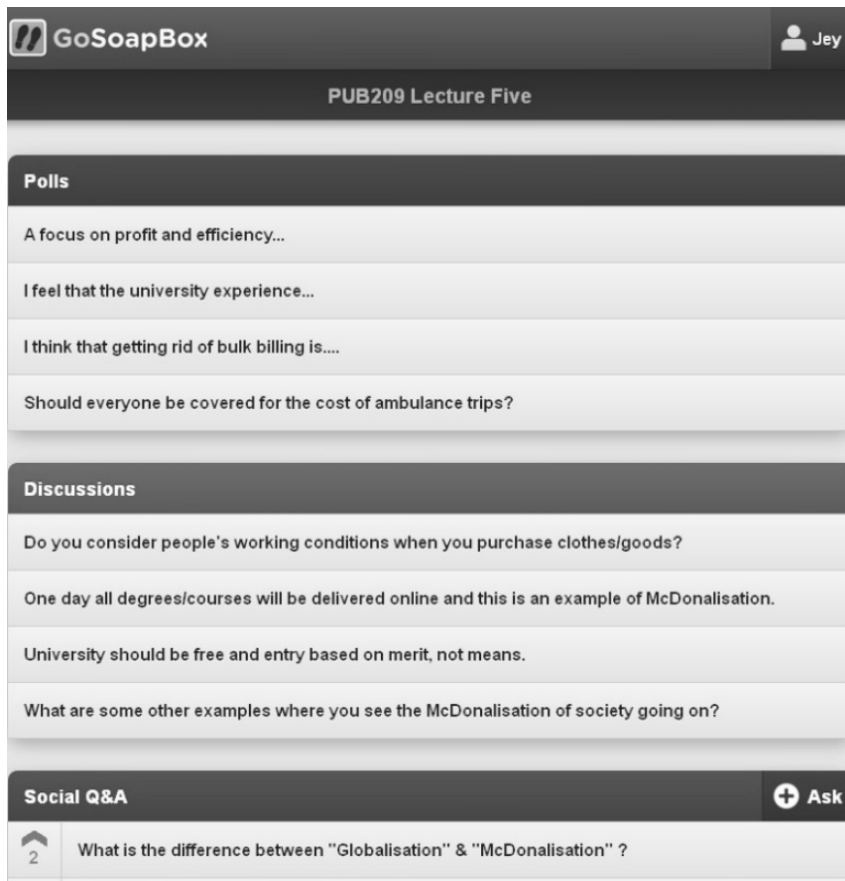 GoSoapBox
Jey
PUB209 Lecture Five
Polls
A focus on profit and efficiency...
I feel that the university experience...
I think that getting rid of bulk billing is....
Should everyone be covered for the cost of ambulance trips?
Discussions
Do you consider people's working conditions when you purchase clothes/goods?
One day all degrees/courses will be delivered online and this is an example of McDonalisation.
University should be free and entry based on merit, not means.
What are some other examples where you see the McDonalisation of society going on?
Social Q&A
Ask
2 What is the difference between "Globalisation" & "McDonalisation" ?